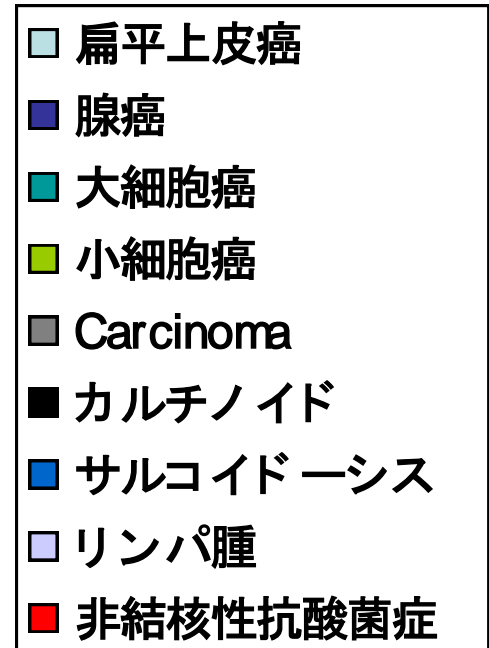 扁平上皮癌
腺癌
大細胞癌
小細胞癌
Carcinoma
カルチノイド
サルコイドーシス
リンパ腫
非結核性抗酸菌症